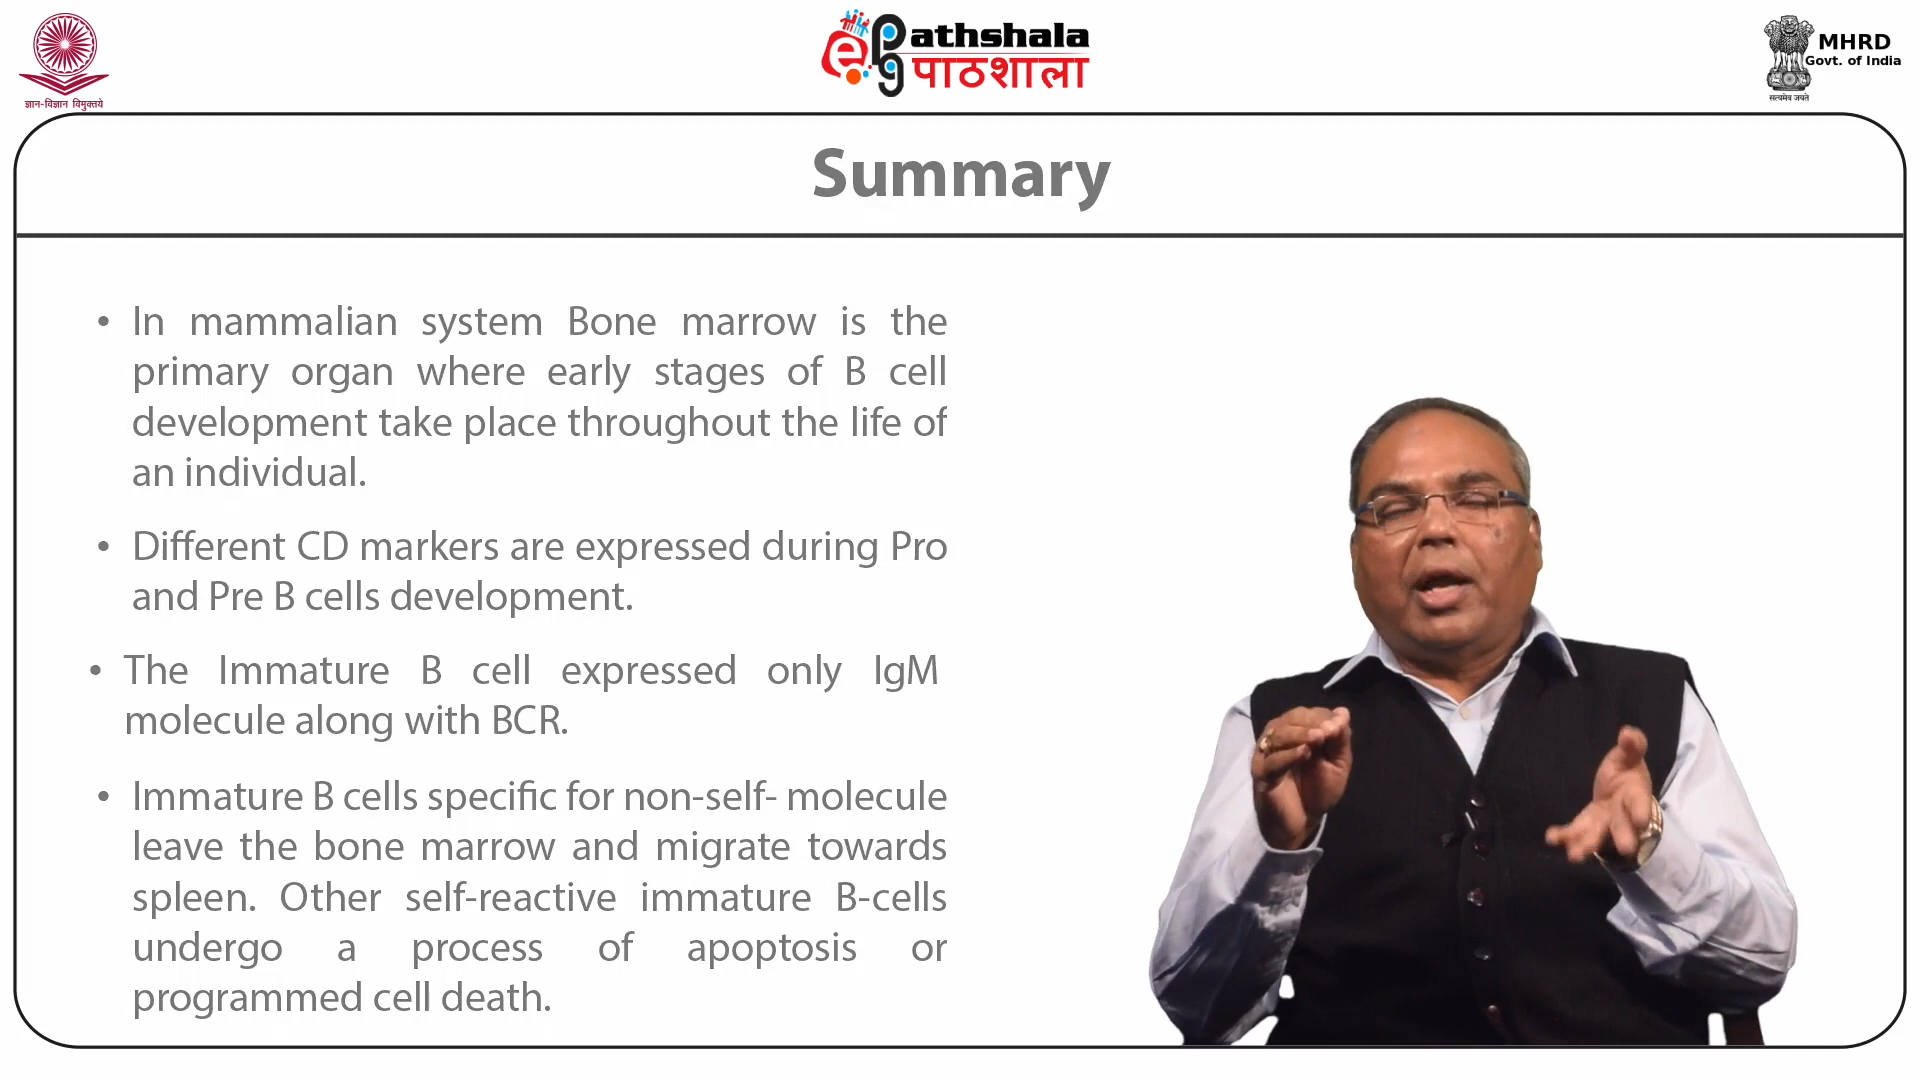 ज्ञान-विज्ञान विमुक्तये
ePathshala
पाठशाला
MHRD
Govt. of India
सत्यमेव जयते
Summary
• In mammalian system Bone marrow is the
primary organ where early stages of B cell
development take place throughout the life of
an individual.
• Different CD markers are expressed during Pro
and Pre B cells development.
• The Immature B cell expressed only IgM
molecule along with BCR.
• Immature B cells specific for non-self- molecule
leave the bone marrow and migrate towards
spleen. Other self-reactive immature B-cells
undergo a process of apoptosis or
programmed cell death.